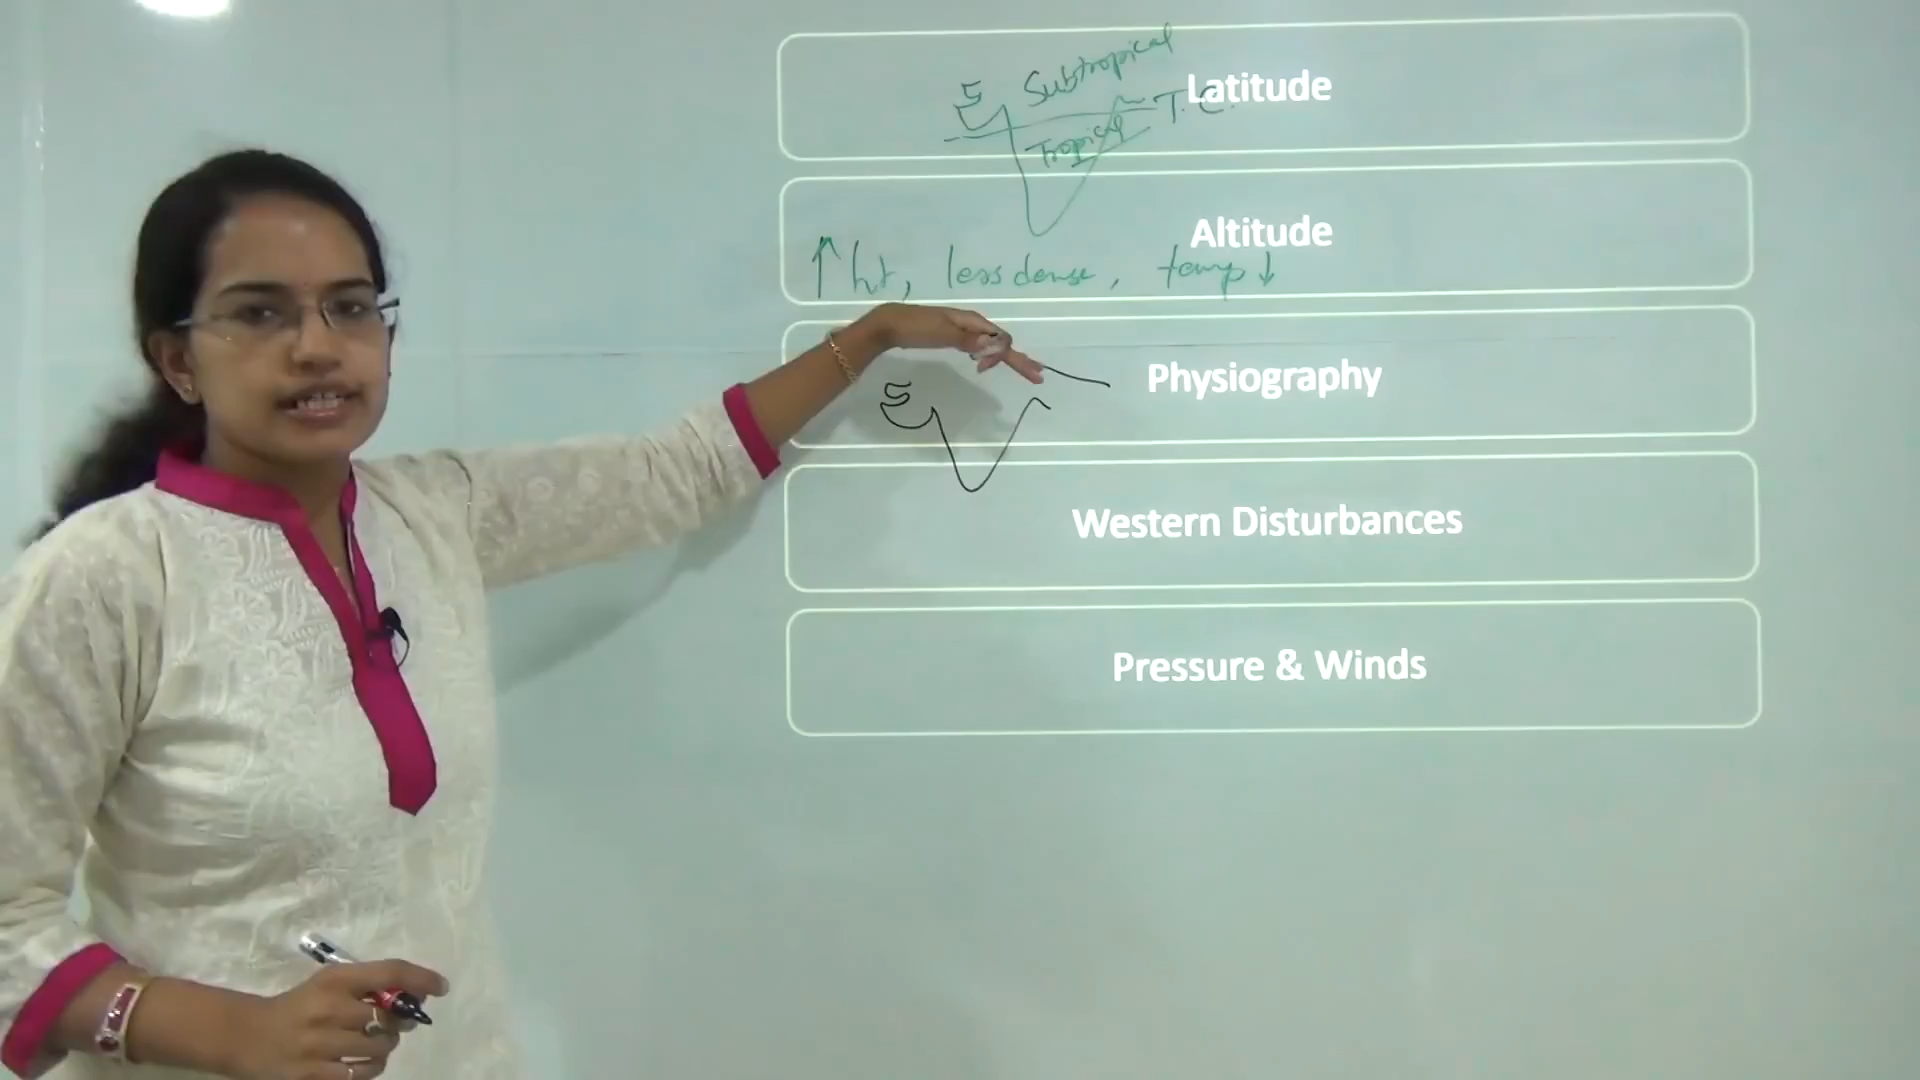 Subtropical
Latitude
T.C.
Tropical
Altitude
↑ ht, less dense, temp ↓
Physiography
Western Disturbances
Pressure & Winds